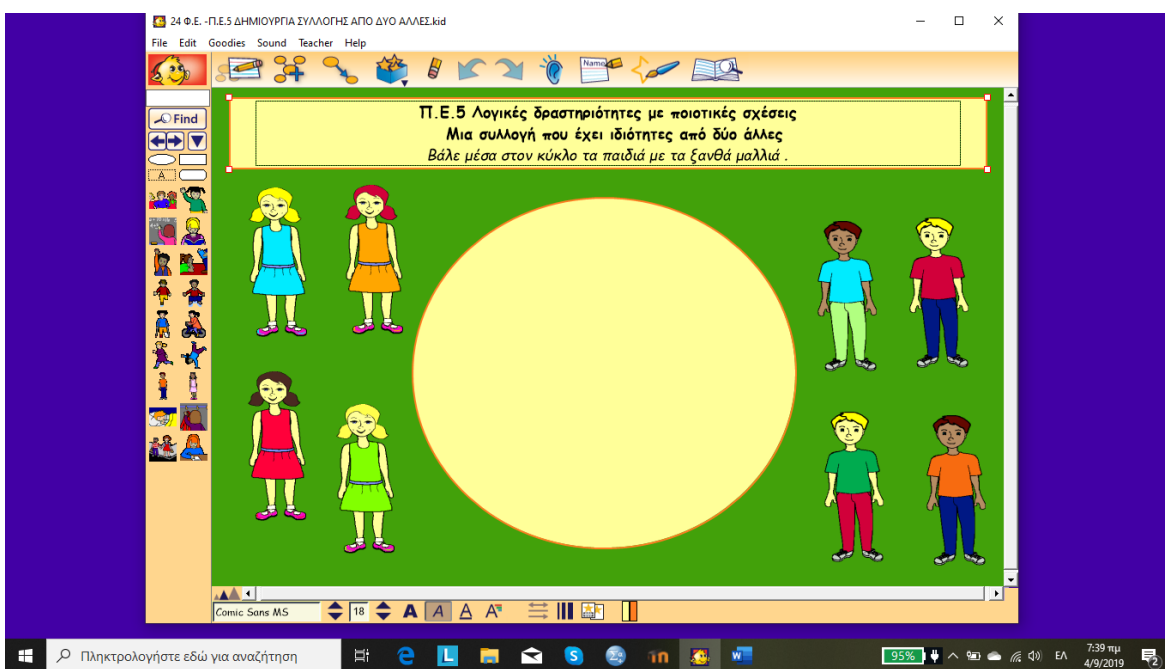 24 Φ.Ε. -Π.Ε.5 ΔΗΜΙΟΥΡΓΙΑ ΣΥΛΛΟΓΗΣ ΑΠΟ ΔΥΟ ΑΛΛΕΣ.kid
File Edit Goodies Sound Teacher Help
Name
Find
Π.Ε.5 Λογικές δραστηριότητες με ποιοτικές σχέσεις
Μια συλλογή που έχει ιδιότητες από δύο άλλες
Βάλε μέσα στον κύκλο τα παιδιά με τα ξανθά μαλλιά .
A
Comic Sans MS 18 A A A A
Πληκτρολογήστε εδώ για αναζήτηση
95% ΕΛ 7:39 πμ
4/9/2019
2